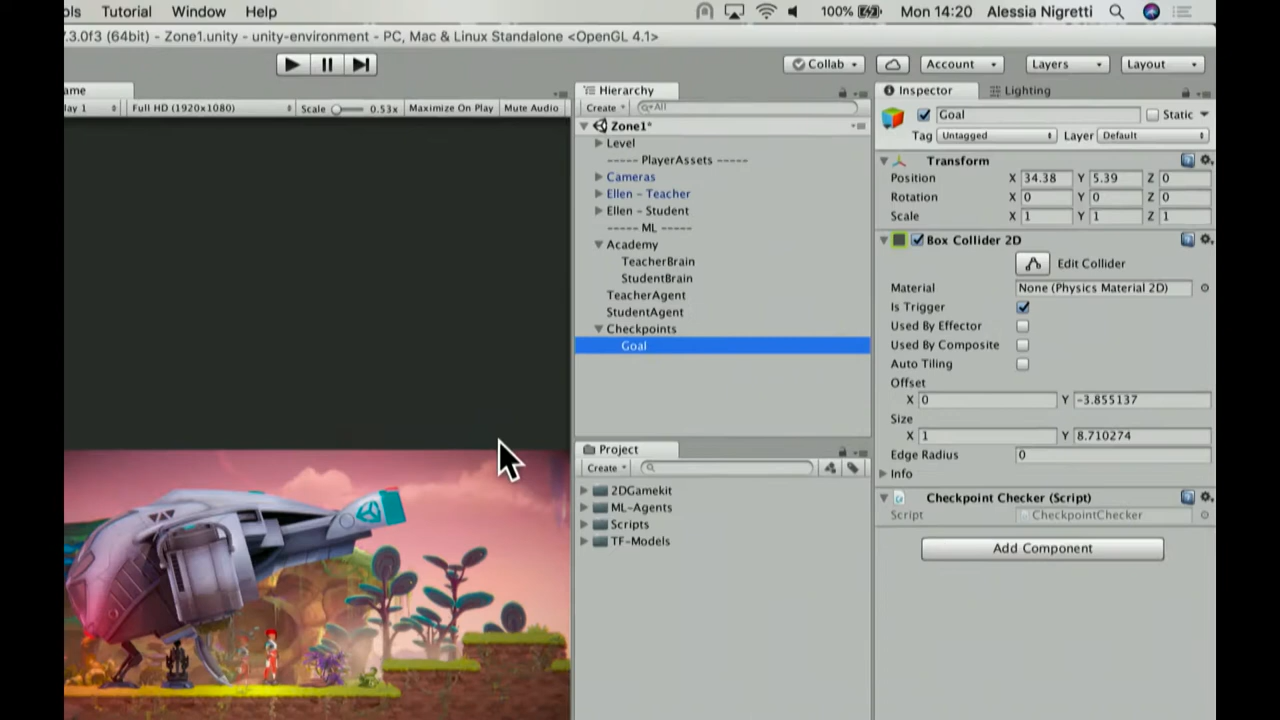 ols Tutorial Window Help 100% Mon 14:20 Alessia Nigretti
7.3.0f3 (64bit) - Zone1.unity - unity-environment - PC, Mac & Linux Standalone <OpenGL 4.1>
Collab Account Layers Layout
ame
lay 1 Full HD (1920x1080) Scale 0.53x Maximize On Play Mute Audio
Hierarchy
Create All
Zone1*
Level
----- PlayerAssets -----
Cameras
Ellen - Teacher
Ellen - Student
----- ML -----
Academy
TeacherBrain
StudentBrain
TeacherAgent
StudentAgent
Checkpoints
Goal
Project
Create
2DGamekit
ML-Agents
Scripts
TF-Models
Inspector Lighting
Goal Static
Tag Untagged Layer Default
Transform
Position X 34.38 Y 5.39 Z 0
Rotation X 0 Y 0 Z 0
Scale X 1 Y 1 Z 1
Box Collider 2D
Edit Collider
Material None (Physics Material 2D)
Is Trigger
Used By Effector
Used By Composite
Auto Tiling
Offset
X 0 Y -3.855137
Size
X 1 Y 8.710274
Edge Radius 0
Info
Checkpoint Checker (Script)
Script CheckpointChecker
Add Component